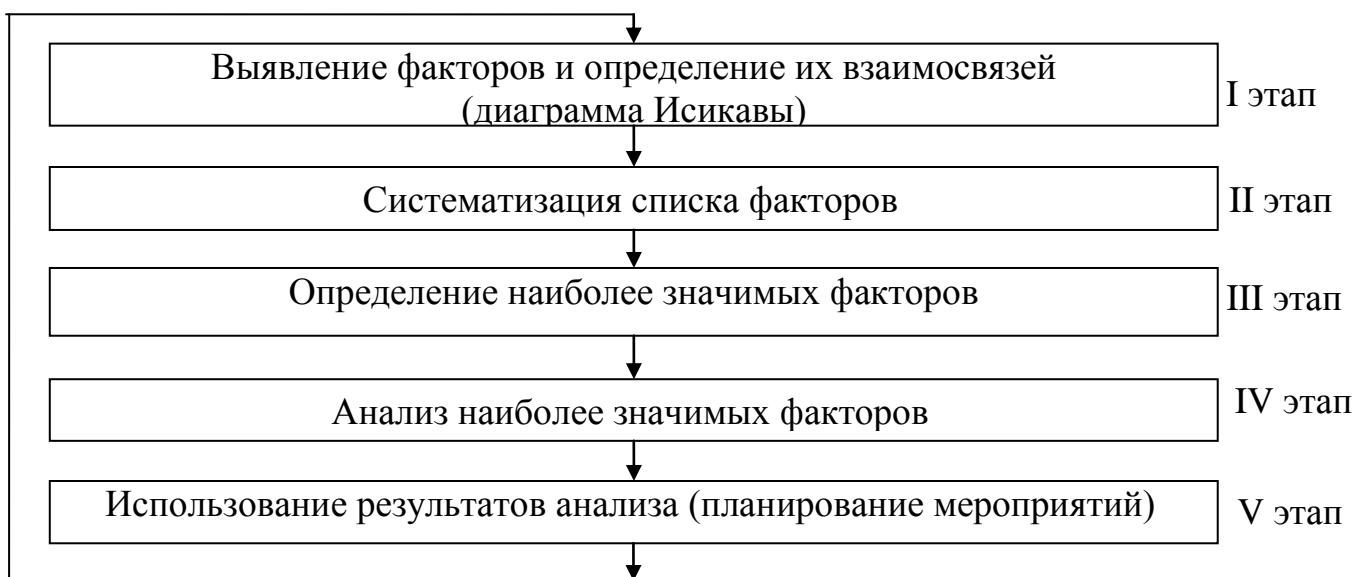 Выявление факторов и определение их взаимосвязей
(диаграмма Исикавы)
I этап
Систематизация списка факторов
II этап
Определение наиболее значимых факторов
III этап
Анализ наиболее значимых факторов
IV этап
Использование результатов анализа (планирование мероприятий)
V этап